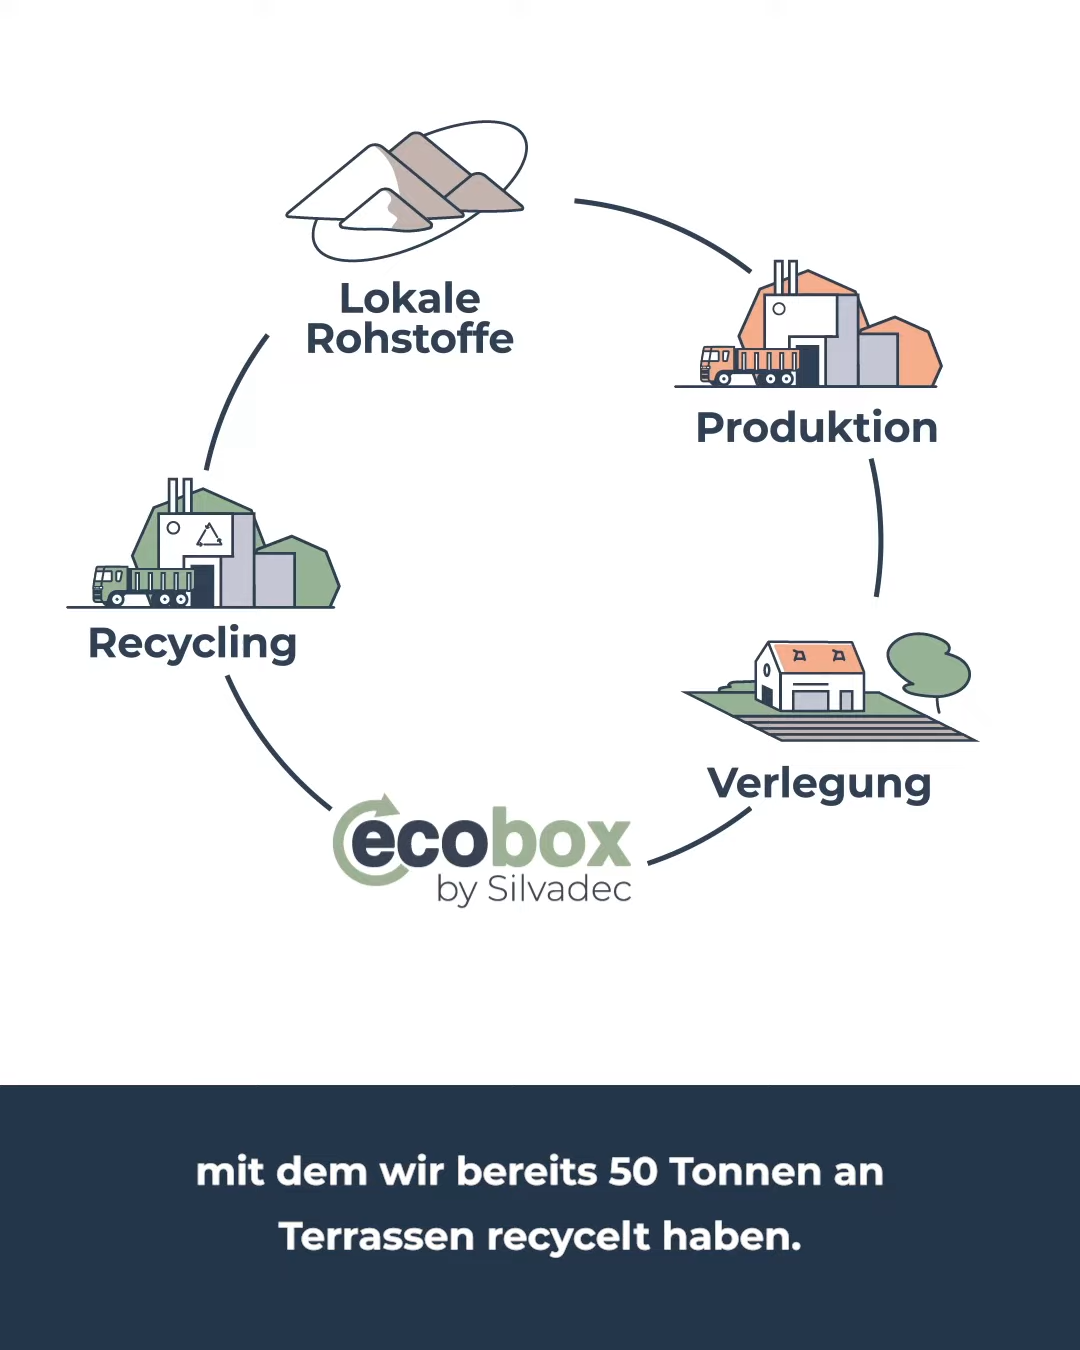 Lokale
Rohstoffe
Produktion
Recycling
Verlegung
ecobox
by Silvadec
mit dem wir bereits 50 Tonnen an
Terrassen recycelt haben.